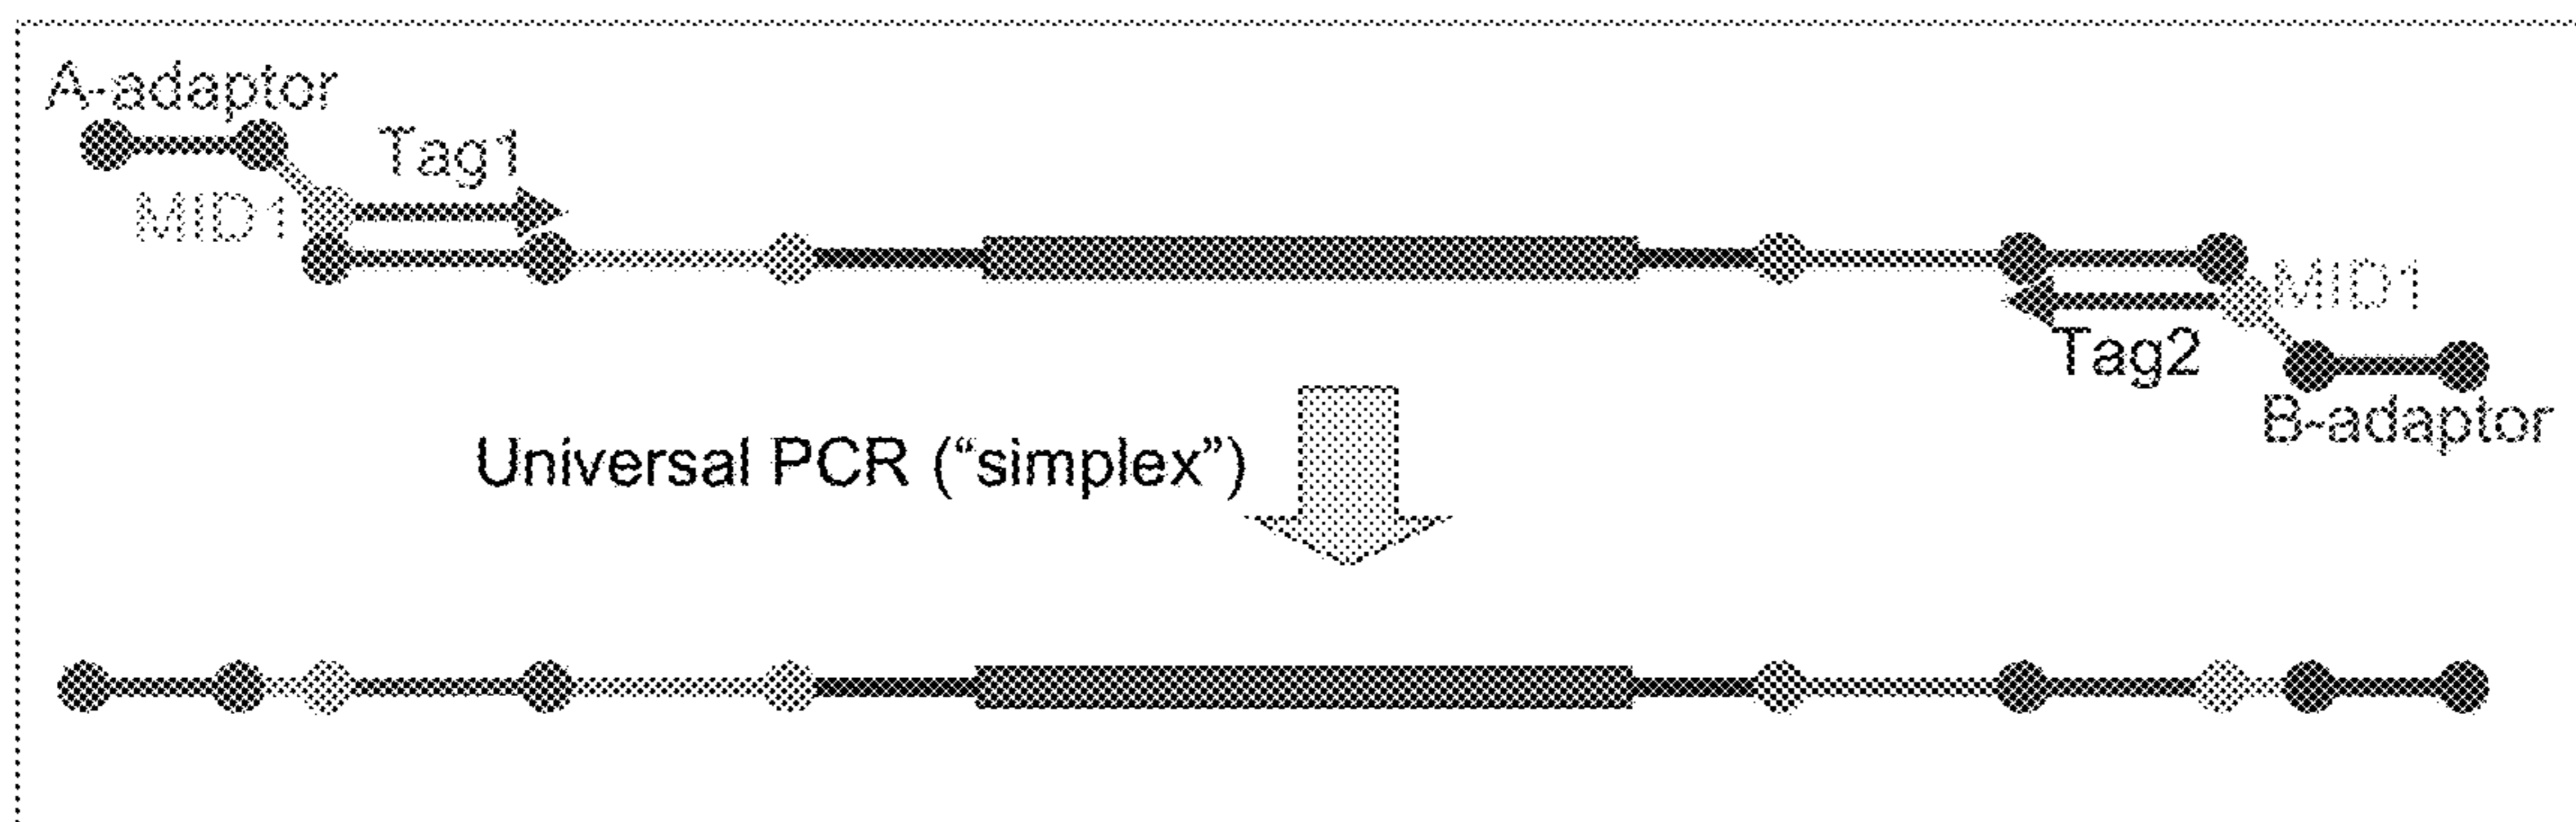 A-adaptor
Tag1
MID1
MID1
Tag2
B-adaptor
Universal PCR (“simplex”)